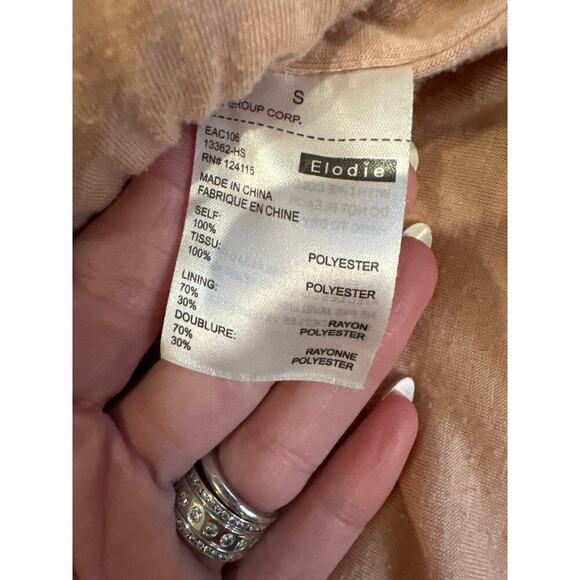 S
GROUP CORP.
EAC106
13362-HS
RN# 124115
Elodie
MADE IN CHINA
FABRIQUE EN CHINE
SELF:
100% POLYESTER
TISSU:
100% POLYESTER
LINING:
70% RAYON
30% POLYESTER
DOUBLURE:
70% RAYONNE
30% POLYESTER